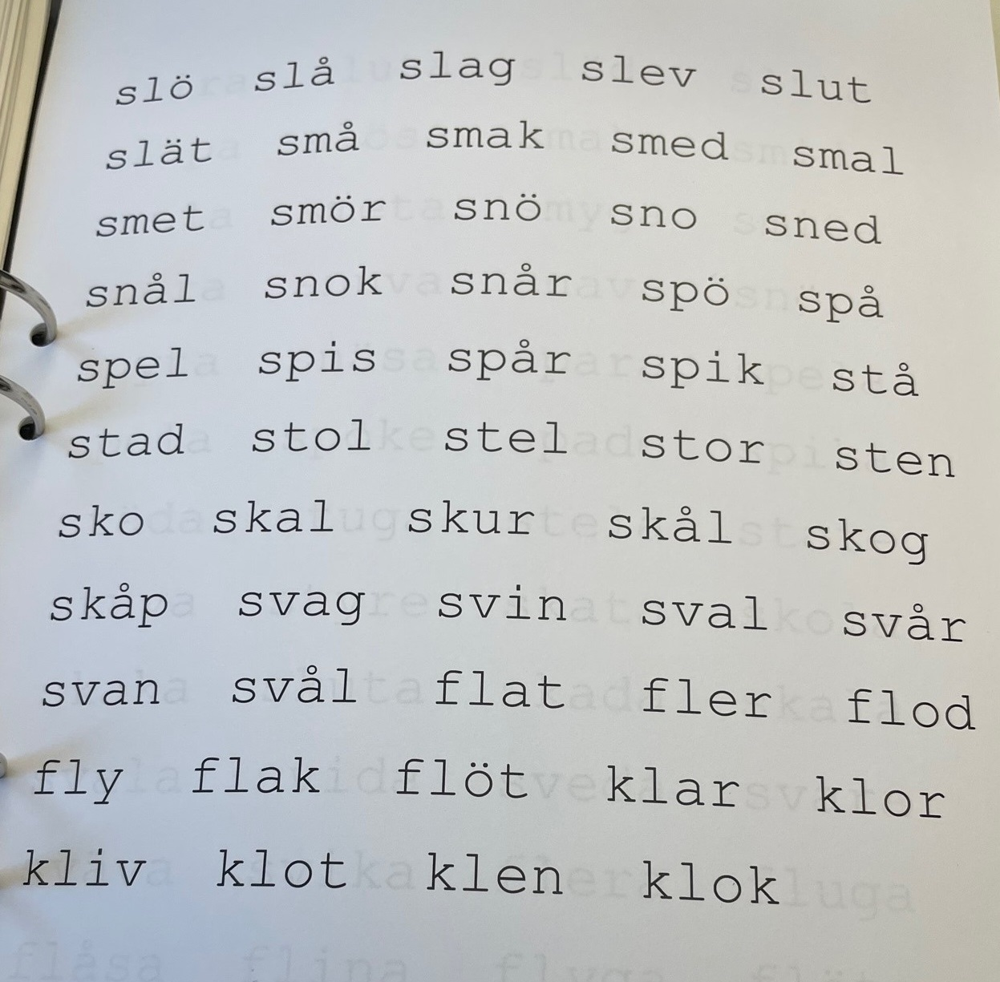 slö slå slag slev slut
slät små smak smed smal
smet smör snö sno sned
snål snok snår spö spå
spel spis spår spik stå
stad stol stel stor sten
sko skal skur skål skog
skåp svag svin sval svår
svan svål flat fler flod
fly flak flöt klar klor
kliv klot klen klok